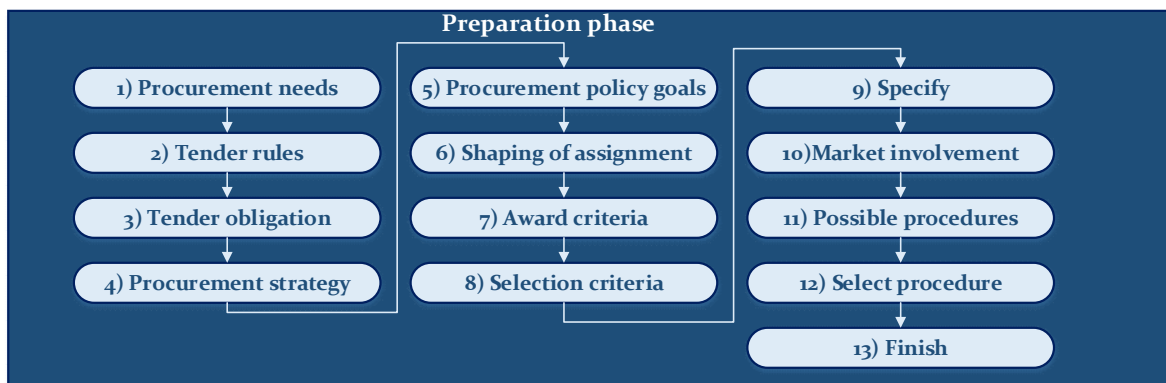 Preparation phase
1) Procurement needs
2) Tender rules
3) Tender obligation
4) Procurement strategy
5) Procurement policy goals
6) Shaping of assignment
7) Award criteria
8) Selection criteria
9) Specify
10)Market involvement
11) Possible procedures
12) Select procedure
13) Finish